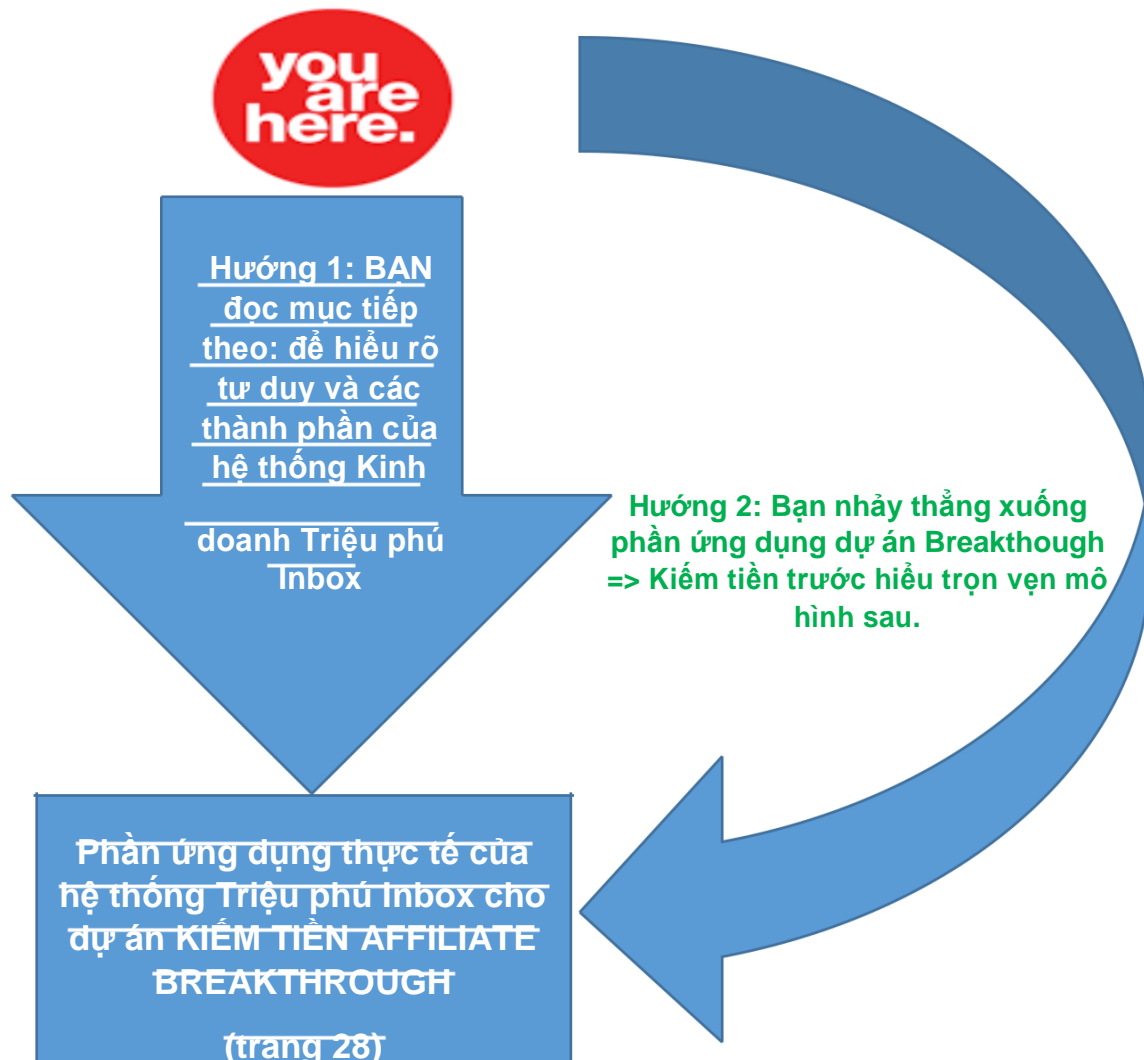 you
are
here.
Hướng 1: BẠN
đọc mục tiếp
theo: để hiểu rõ
tư duy và các
thành phần của
hệ thống Kinh
doanh Triệu phú
Inbox
Hướng 2: Bạn nhảy thẳng xuống
phần ứng dụng dự án Breakthough
=> Kiếm tiền trước hiểu trọn vẹn mô
hình sau.
Phần ứng dụng thực tế của
hệ thống Triệu phú Inbox cho
dự án KIẾM TIỀN AFFILIATE
BREAKTHROUGH
(trang 28)